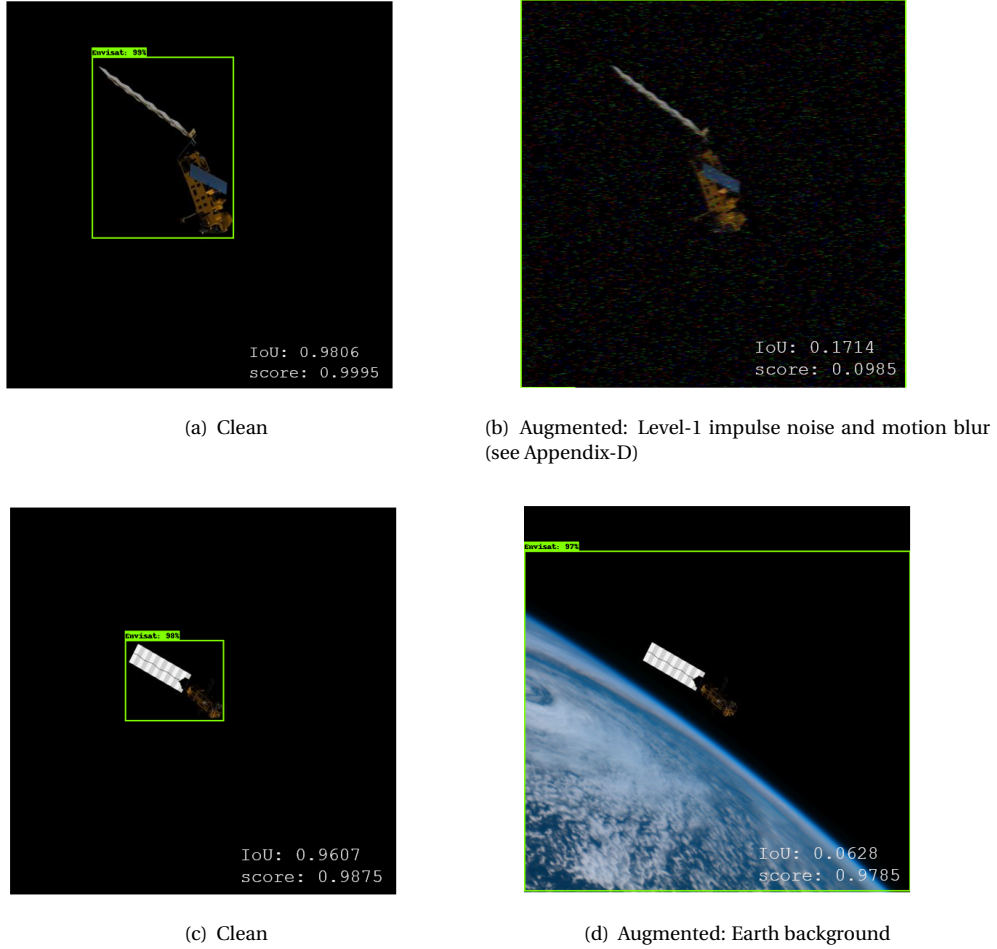 Envisat: 99%
IoU: 0.9806
score: 0.9995
IoU: 0.1714
score: 0.0985
(a) Clean
(b) Augmented: Level-1 impulse noise and motion blur
(see Appendix-D)
Envisat: 98%
IoU: 0.9607
score: 0.9875
Envisat: 97%
IoU: 0.0628
score: 0.9785
(c) Clean
(d) Augmented: Earth background